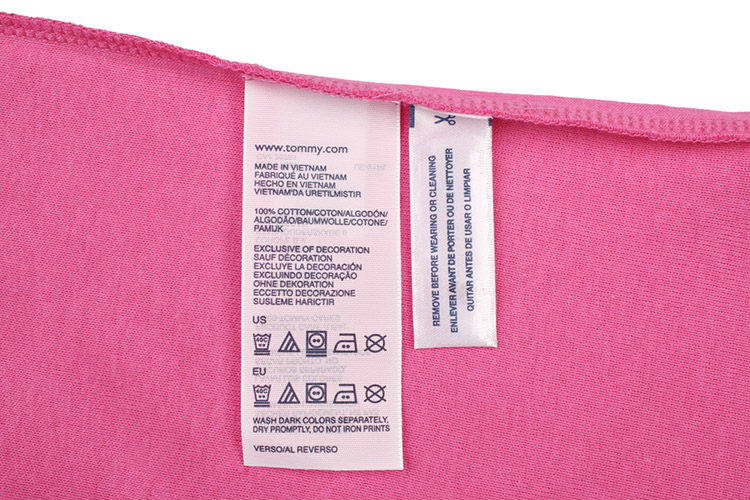 www.tommy.com
MADE IN VIETNAM
FABRIQUÉ AU VIETNAM
HECHO EN VIETNAM
VIETNAM'DA URETILMISTIR
100% COTTON/COTON/ALGODÓN/
ALGODÃO/BAUMWOLLE/COTONE/
PAMUK
EXCLUSIVE OF DECORATION
SAUF DÉCORATION
EXCLUYE LA DECORACIÓN
EXCLUINDO DECORAÇÃO
OHNE DEKORATION
ECCETTO DECORAZIONE
SUSLEME HARICTIR
US
40C
EU
40C
WASH DARK COLORS SEPARATELY,
DRY PROMPTLY, DO NOT IRON PRINTS
VERSO/AL REVERSO
REMOVE BEFORE WEARING OR CLEANING
ENLEVER AVANT DE PORTER OU DE NETTOYER
QUITAR ANTES DE USAR O LIMPIAR